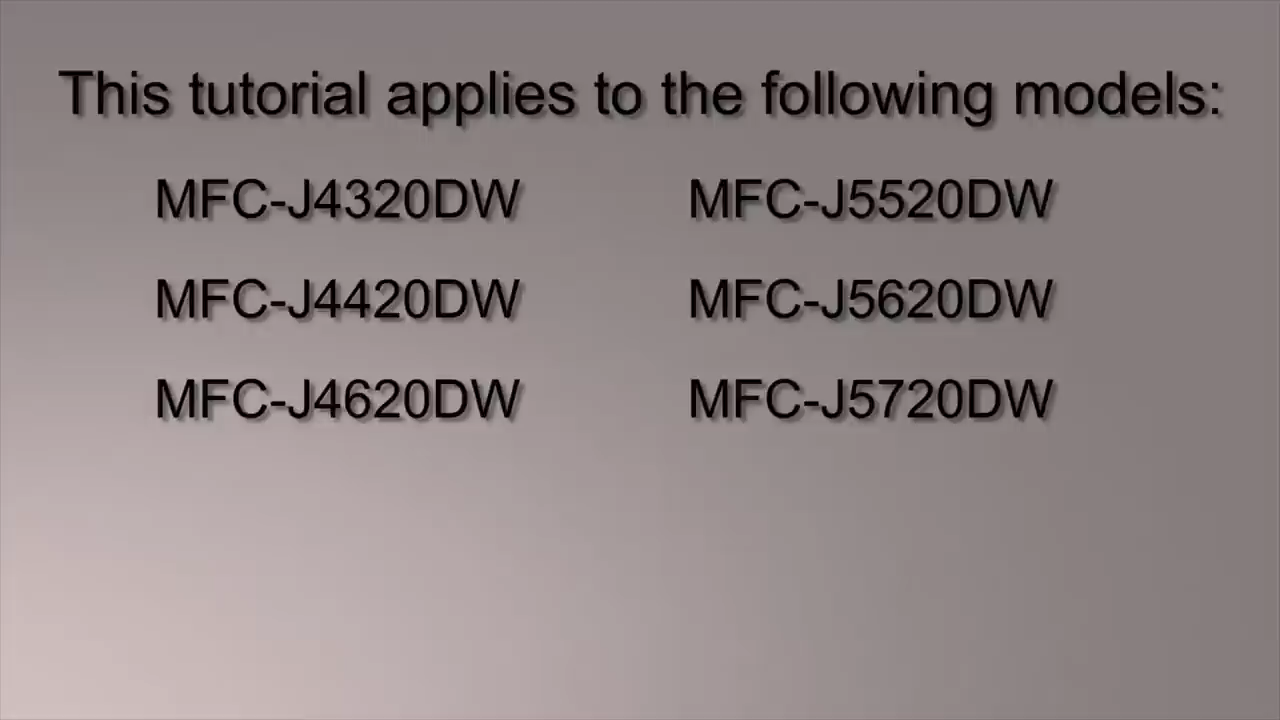 This tutorial applies to the following models:
MFC-J4320DW MFC-J5520DW
MFC-J4420DW MFC-J5620DW
MFC-J4620DW MFC-J5720DW